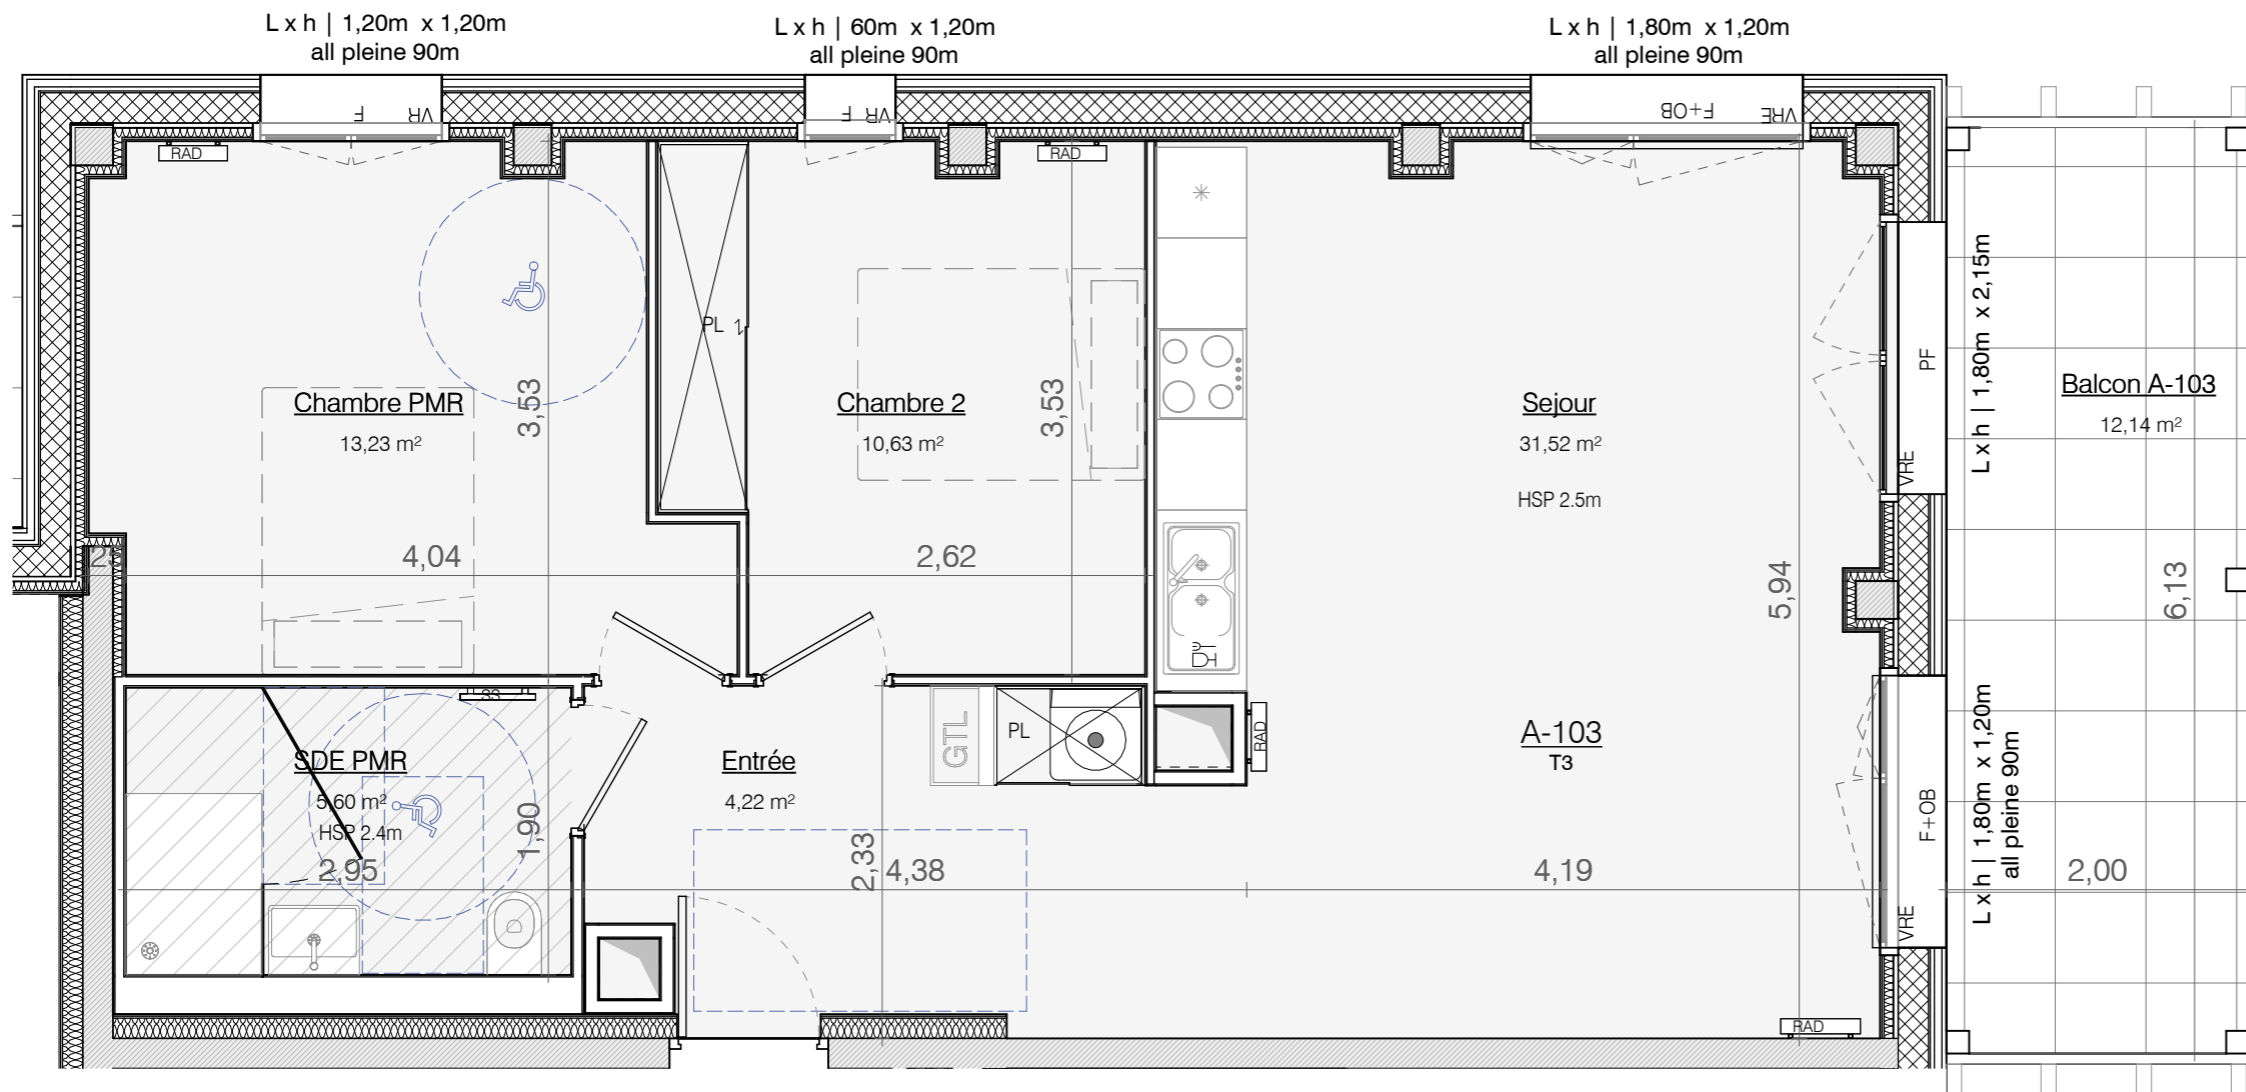 L x h | 1,20m x 1,20m
all pleine 90m
L x h | 60m x 1,20m
all pleine 90m
L x h | 1,80m x 1,20m
all pleine 90m
F
VR
F
VR
F+OB
VRE
RAD
RAD
PL
Chambre PMR
13,23 m²
3,53
Chambre 2
10,63 m²
3,53
Sejour
31,52 m²
HSP 2.5m
PF
VRE
L x h | 1,80m x 2,15m
Balcon A-103
12,14 m²
25
4,04
2,62
5,94
6,13
SS
SDE PMR
5,60 m²
HSP 2.4m
2,95
1,90
Entrée
4,22 m²
2,33
4,38
GTL
PL
RAD
A-103
T3
4,19
F+OB
VRE
L x h | 1,80m x 1,20m
all pleine 90m
2,00
RAD